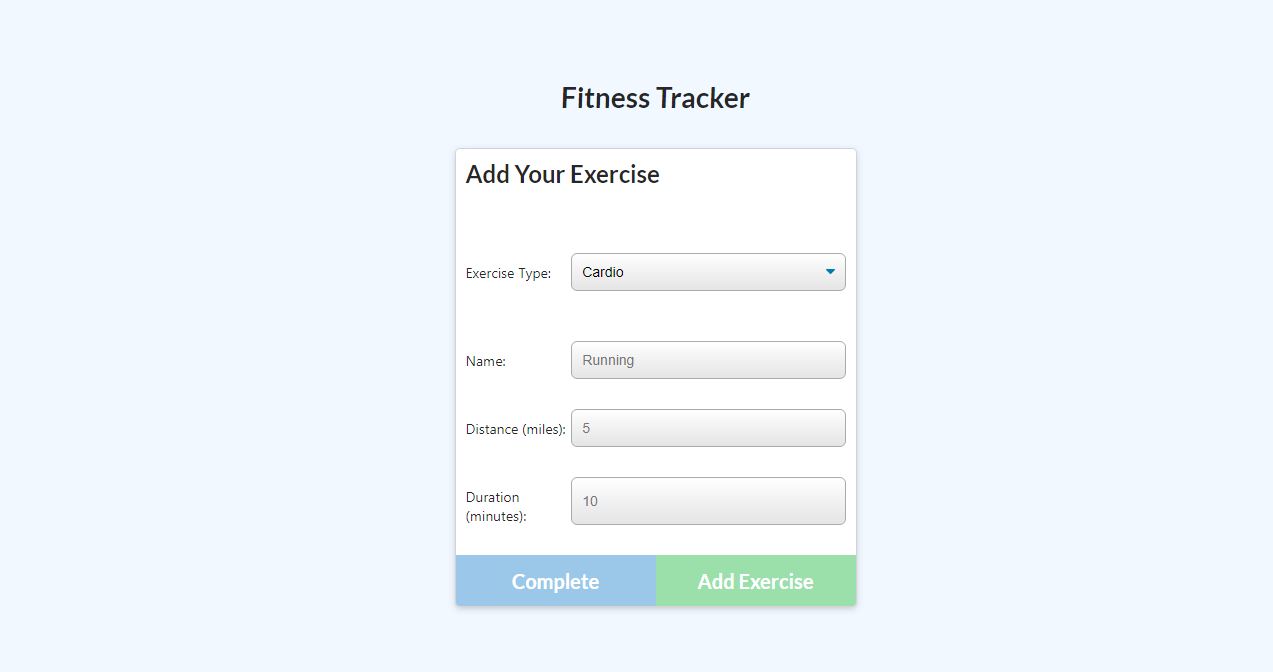 Fitness Tracker
Add Your Exercise
Exercise Type: Cardio
Name: Running
Distance (miles): 5
Duration
(minutes): 10
Complete Add Exercise